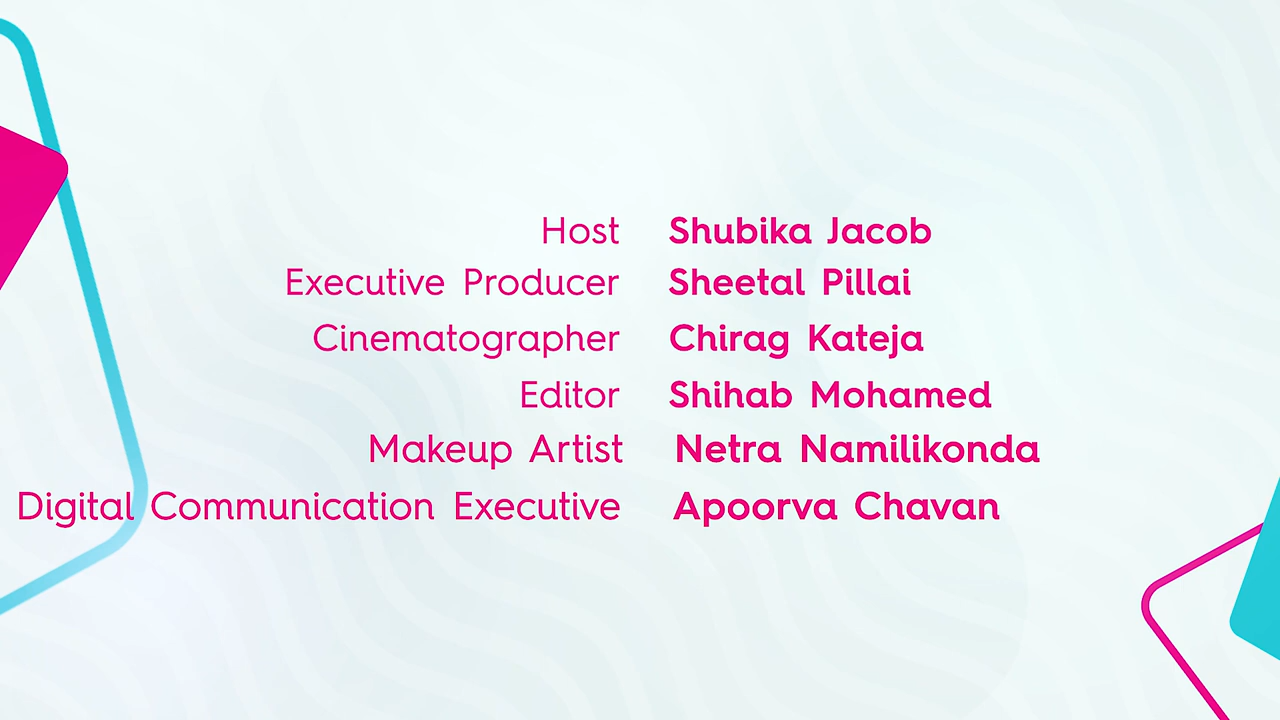 Host Shubika Jacob
Executive Producer Sheetal Pillai
Cinematographer Chirag Kateja
Editor Shihab Mohamed
Makeup Artist Netra Namilikonda
Digital Communication Executive Apoorva Chavan